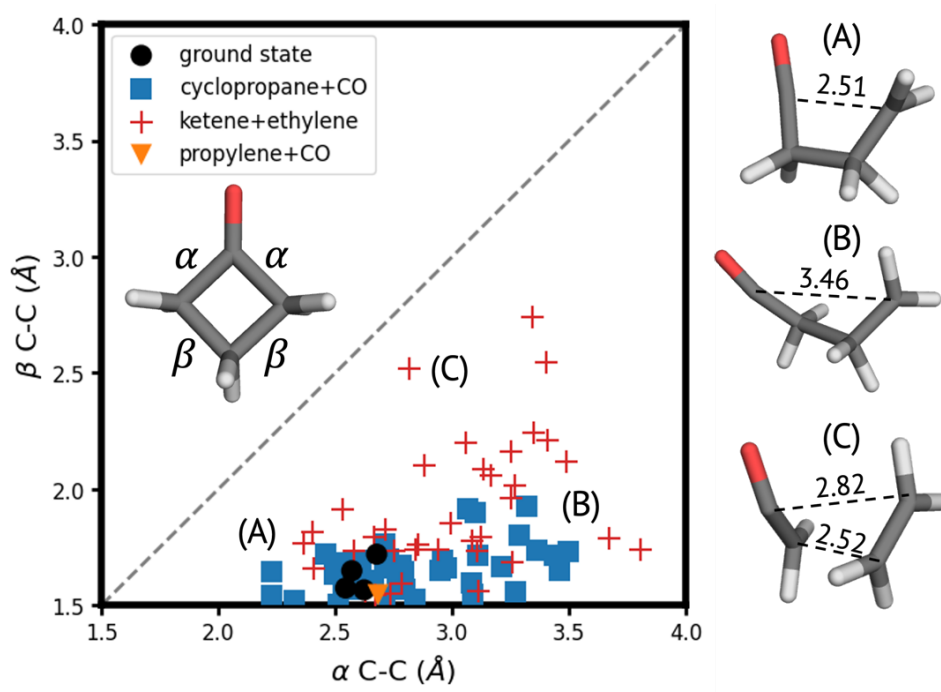 4.0
3.5
3.0
2.5
2.0
1.5
1.5 2.0 2.5 3.0 3.5 4.0
β C-C (Å)
α C-C (Å)
ground state
cyclopropane+CO
ketene+ethylene
propylene+CO
α α
β β
(A)
(B)
(C)
(A)
2.51
(B)
3.46
(C)
2.82
2.52